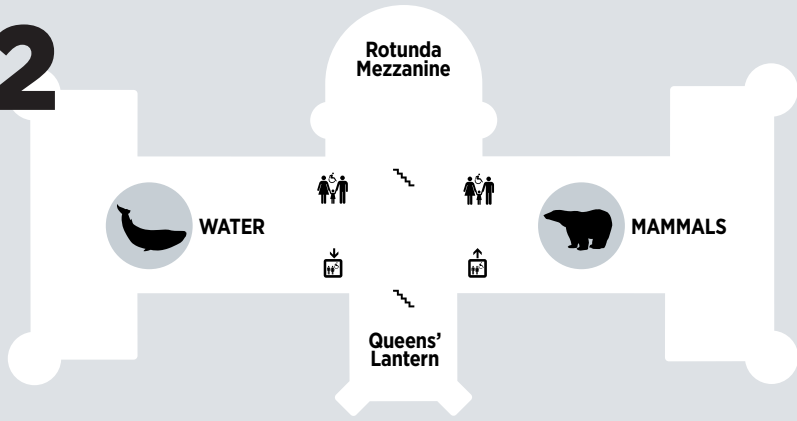 2
Rotunda
Mezzanine
WATER
MAMMALS
Queens’
Lantern